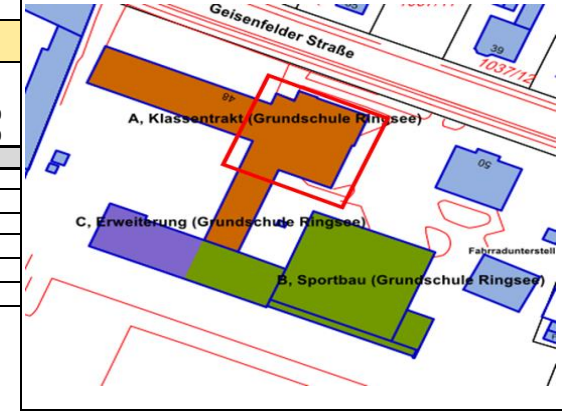 Geisenfelder Straße
39
1037/12
48
A, Klassentrakt (Grundschule Ringsee)
50
C, Erweiterung (Grundschule Ringsee)
Fahrradunterstell
B, Sportbau (Grundschule Ringsee)